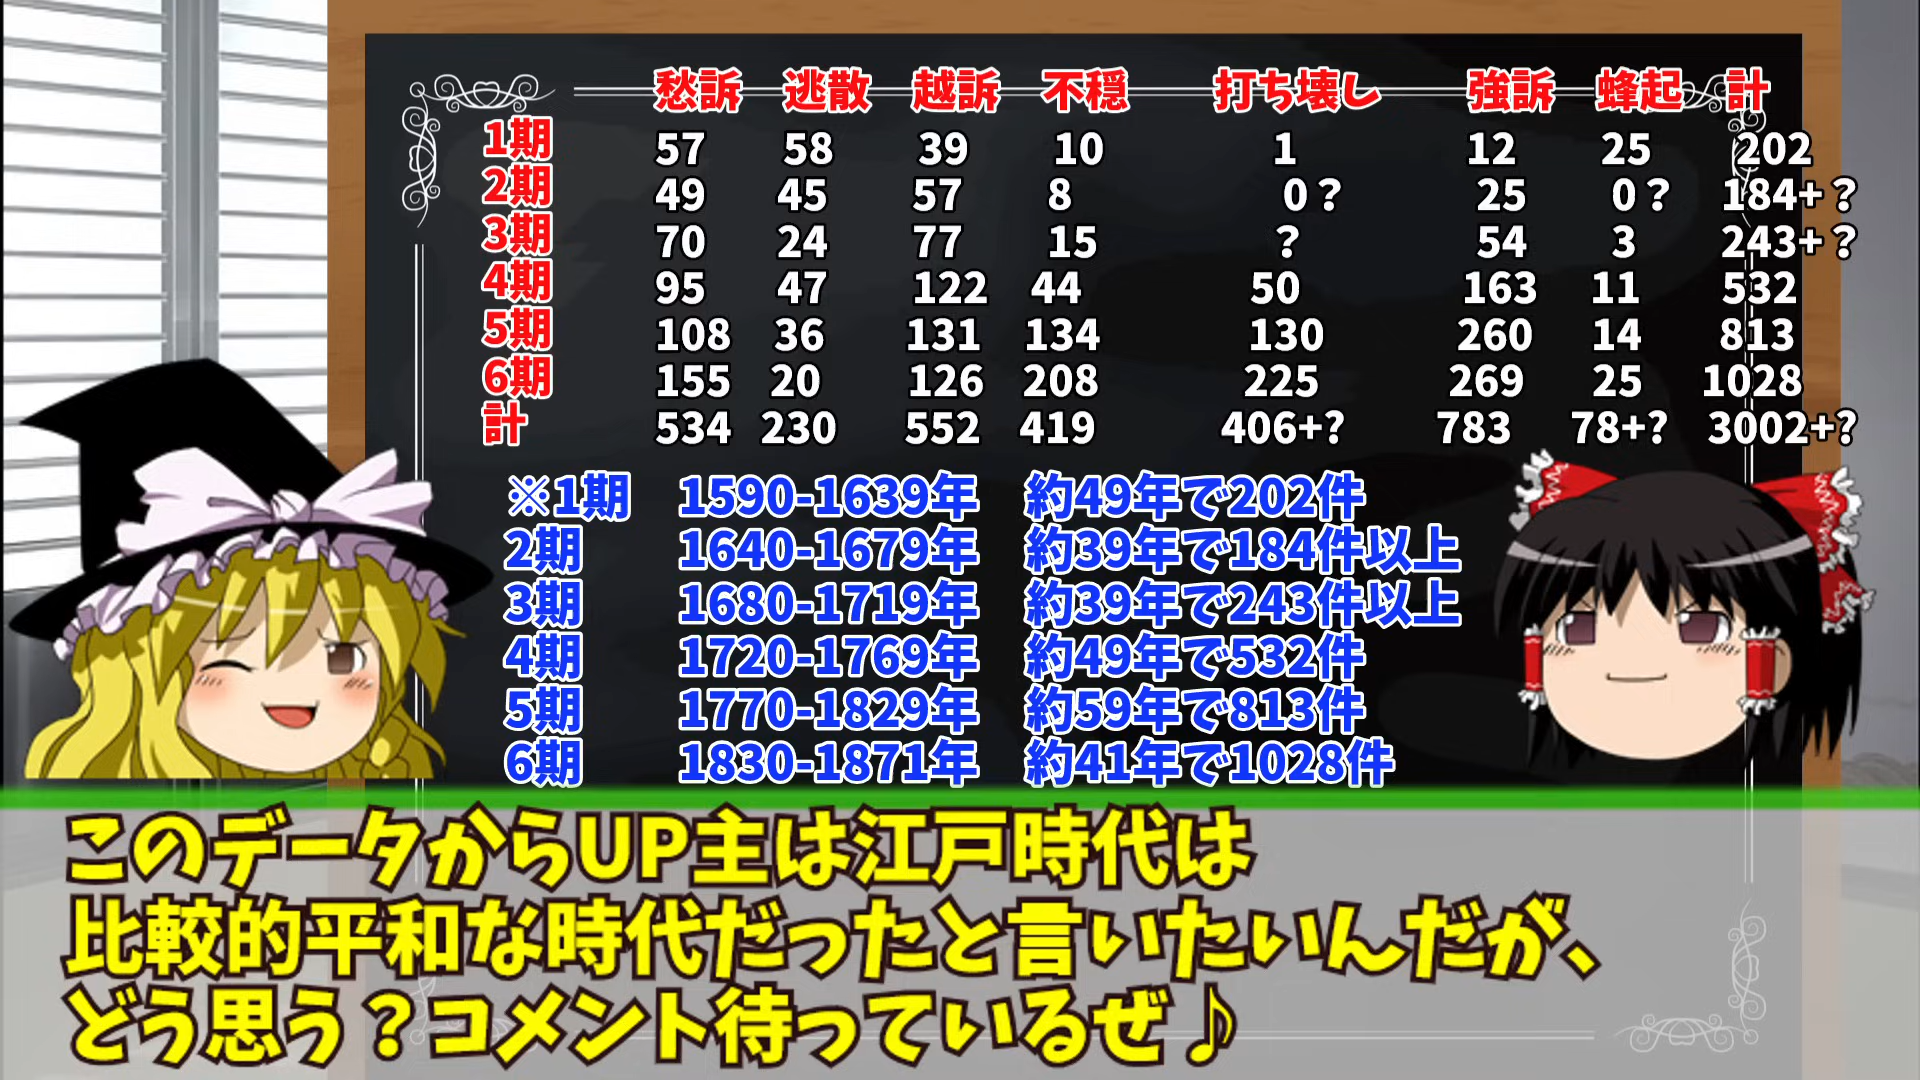 愁訴 逃散 越訴 不穏 打ち壊し 強訴 蜂起 計
1期 57 58 39 10 1 12 25 202
2期 49 45 57 8 0？ 25 0？ 184+？
3期 70 24 77 15 ？ 54 3 243+？
4期 95 47 122 44 50 163 11 532
5期 108 36 131 134 130 260 14 813
6期 155 20 126 208 225 269 25 1028
計 534 230 552 419 406+? 783 78+? 3002+?
※1期 1590-1639年 約49年で202件
2期 1640-1679年 約39年で184件以上
3期 1680-1719年 約39年で243件以上
4期 1720-1769年 約49年で532件
5期 1770-1829年 約59年で813件
6期 1830-1871年 約41年で1028件
このデータからUP主は江戸時代は
比較的平和な時代だったと言いたいんだが、
どう思う？コメント待っているぜ♪